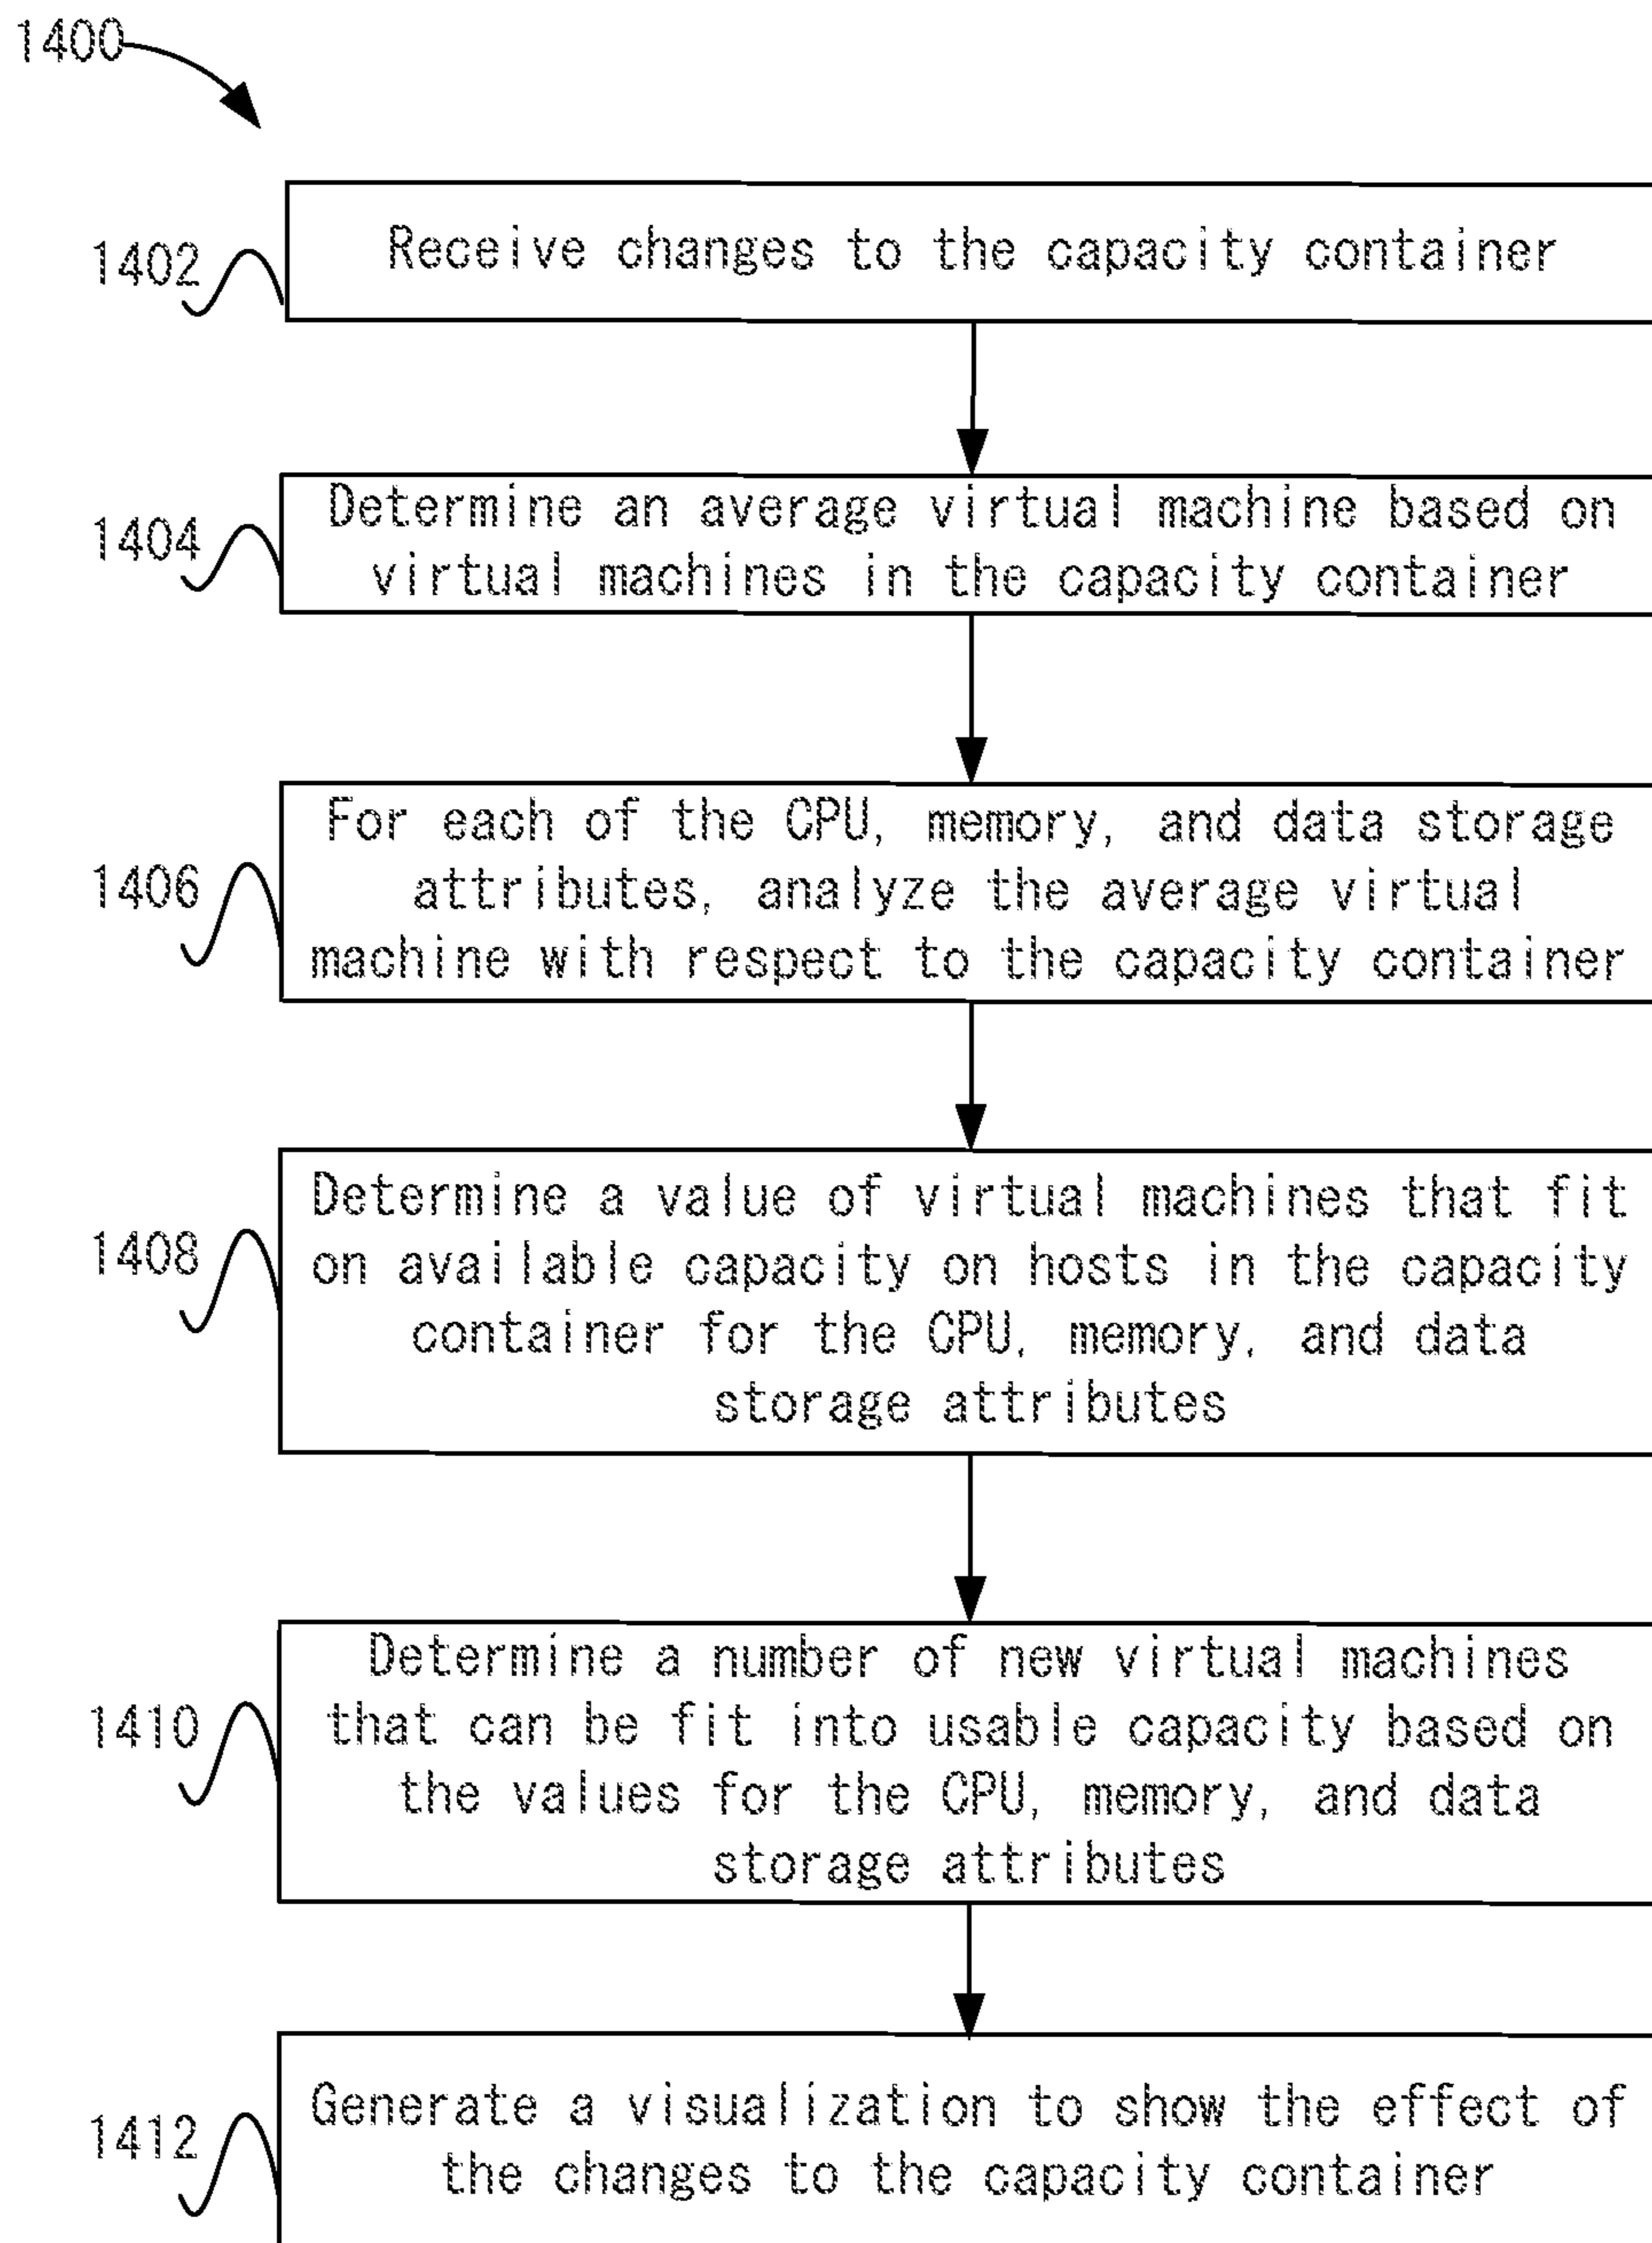 1400
1402
Receive changes to the capacity container
1404
Determine an average virtual machine based on
virtual machines in the capacity container
1406
For each of the CPU, memory, and data storage
attributes, analyze the average virtual
machine with respect to the capacity container
1408
Determine a value of virtual machines that fit
on available capacity on hosts in the capacity
container for the CPU, memory, and data
storage attributes
1410
Determine a number of new virtual machines
that can be fit into usable capacity based on
the values for the CPU, memory, and data
storage attributes
1412
Generate a visualization to show the effect of
the changes to the capacity container